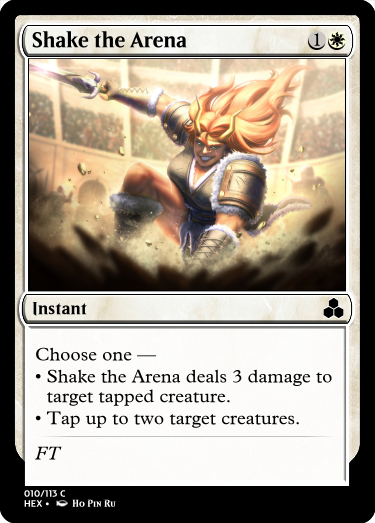 Shake the Arena 1
Instant
Choose one —
• Shake the Arena deals 3 damage to
target tapped creature.
• Tap up to two target creatures.
FT
010/113 C
HEX • Ho Pin Ru